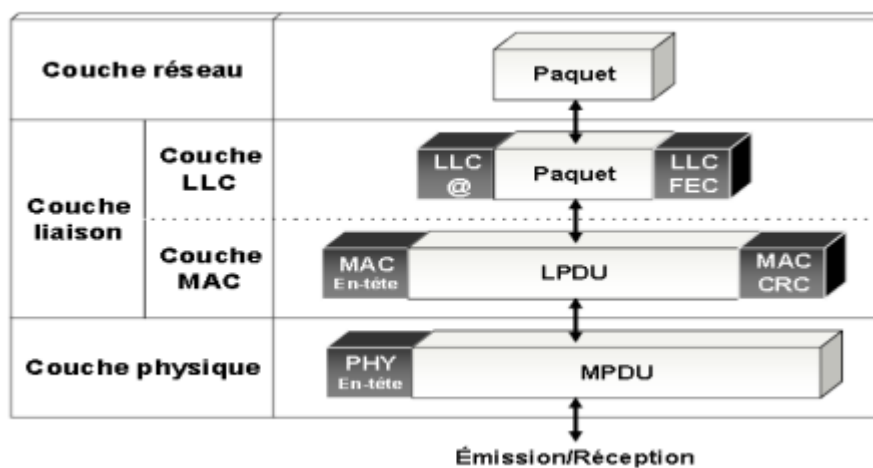 Couche réseau
Paquet
Couche
liaison
Couche
LLC
LLC
@
Paquet
LLC
FEC
Couche
MAC
MAC
En-tête
LPDU
MAC
CRC
Couche physique
PHY
En-tête
MPDU
Émission/Réception